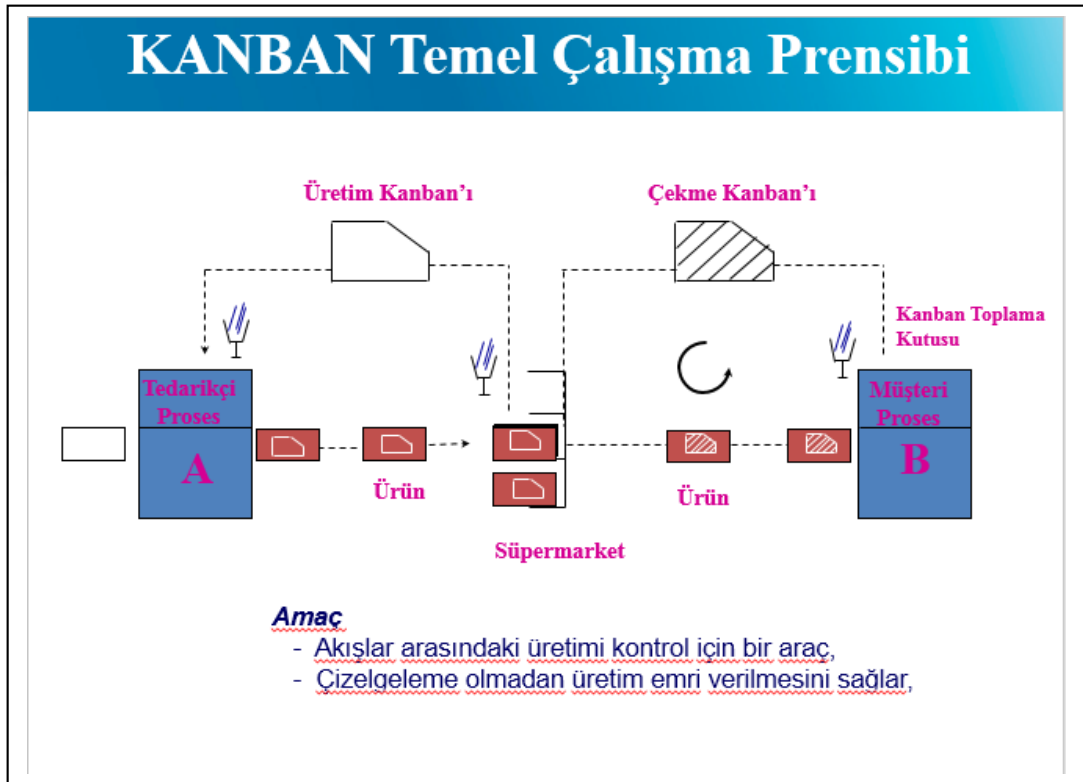 KANBAN Temel Çalışma Prensibi
Üretim Kanban’ı
Çekme Kanban’ı
Kanban Toplama
Kutusu
Tedarikçi
Proses
A
Müşteri
Proses
B
Ürün
Ürün
Süpermarket
Amaç
- Akışlar arasındaki üretimi kontrol için bir araç,
- Çizelgeleme olmadan üretim emri verilmesini sağlar,